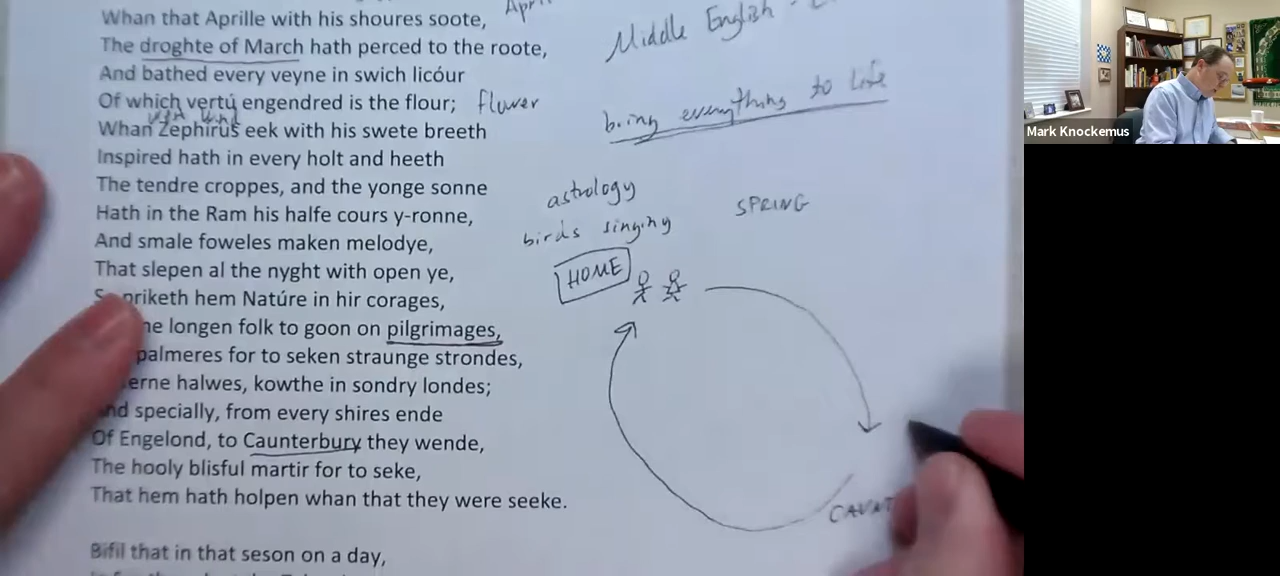 Whan that Aprille with his shoures soote,
The droghte of March hath perced to the roote,
And bathed every veyne in swich licóur
Of which vertú engendred is the flour; flower
Whan Zephirus eek with his swete breeth
Inspired hath in every holt and heeth
The tendre croppes, and the yonge sonne
Hath in the Ram his halfe cours y-ronne,
And smale foweles maken melodye,
That slepen al the nyght with open ye,
priketh hem Natúre in hir corages,
longen folk to goon on pilgrimages,
palmeres for to seken straunge strondes,
erne halwes, kowthe in sondry londes;
nd specially, from every shires ende
Of Engelond, to Caunterbury they wende,
The hooly blisful martir for to seke,
That hem hath holpen whan that they were seeke.
Bifil that in that seson on a day,
Apri
Middle English -
bring everything to life
astrology
SPRING
birds singing
HOME
CAUNT
Mark Knockemus